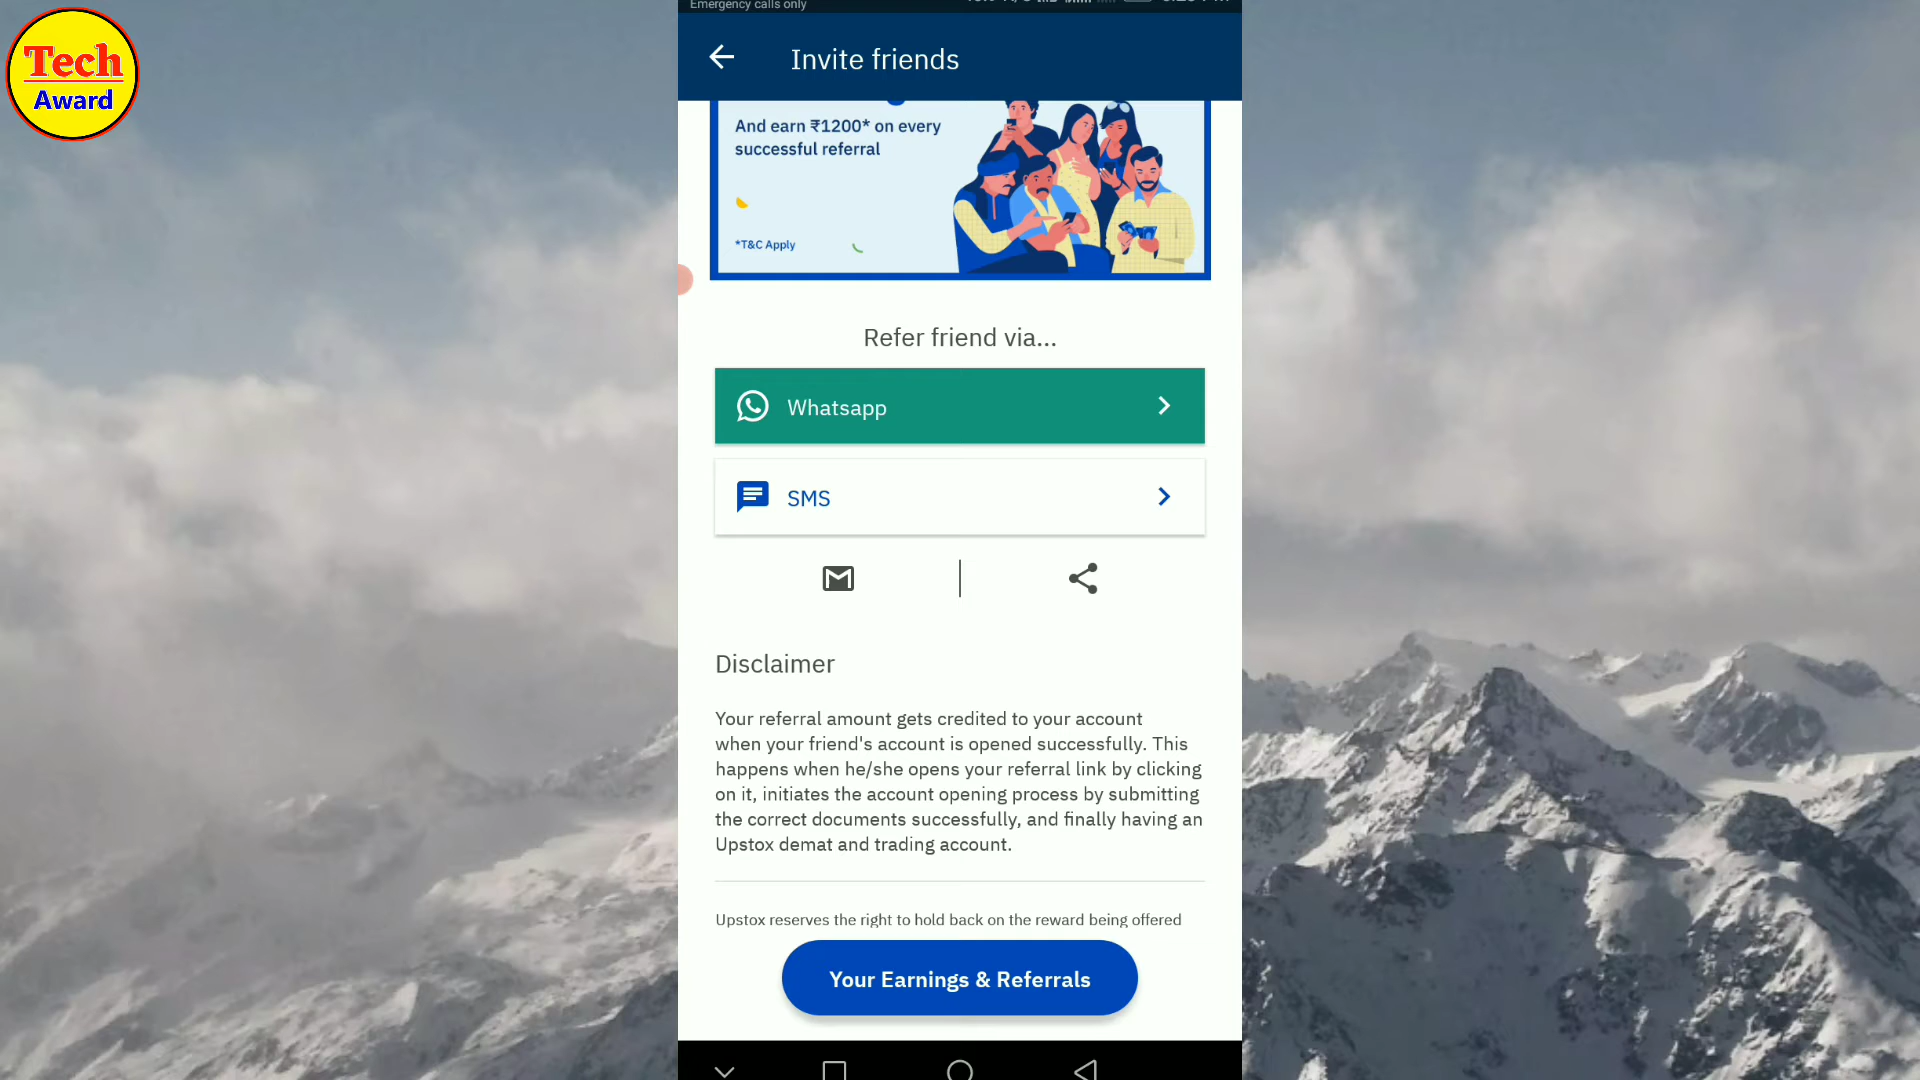 Emergency calls only
Tech
Award
Invite friends
And earn ₹1200* on every
successful referral
*T&C Apply
Refer friend via...
Whatsapp
SMS
Disclaimer
Your referral amount gets credited to your account
when your friend's account is opened successfully. This
happens when he/she opens your referral link by clicking
on it, initiates the account opening process by submitting
the correct documents successfully, and finally having an
Upstox demat and trading account.
Upstox reserves the right to hold back on the reward being offered
Your Earnings & Referrals